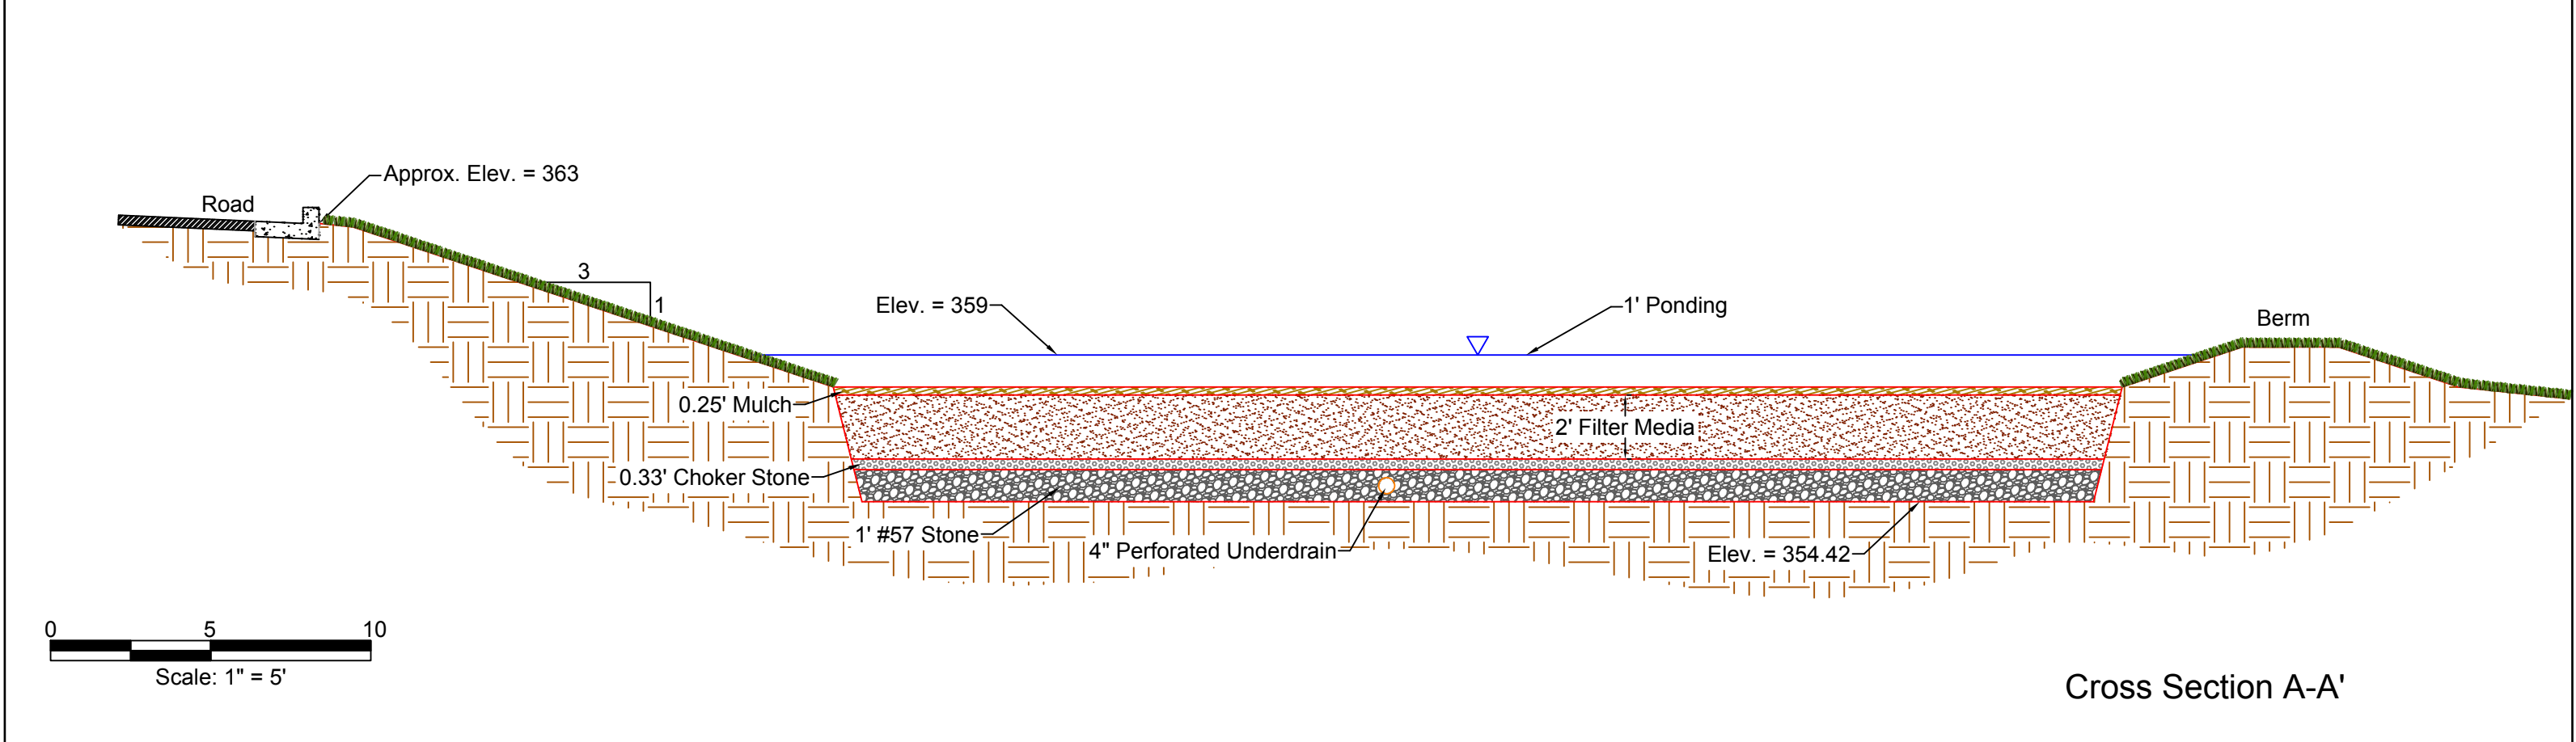 Approx. Elev. = 363
Road
3
1
Elev. = 359
1' Ponding
Berm
0.25' Mulch
2' Filter Media
0.33' Choker Stone
1' #57 Stone
4" Perforated Underdrain
Elev. = 354.42
0 5 10
Scale: 1" = 5'
Cross Section A-A'